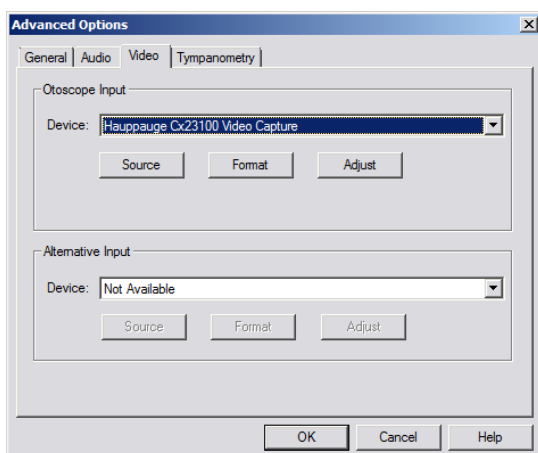 Advanced Options
General Audio Video Tympanometry
Otoscope Input
Device: Hauppauge Cx23100 Video Capture
Source Format Adjust
Alternative Input
Device: Not Available
Source Format Adjust
OK Cancel Help